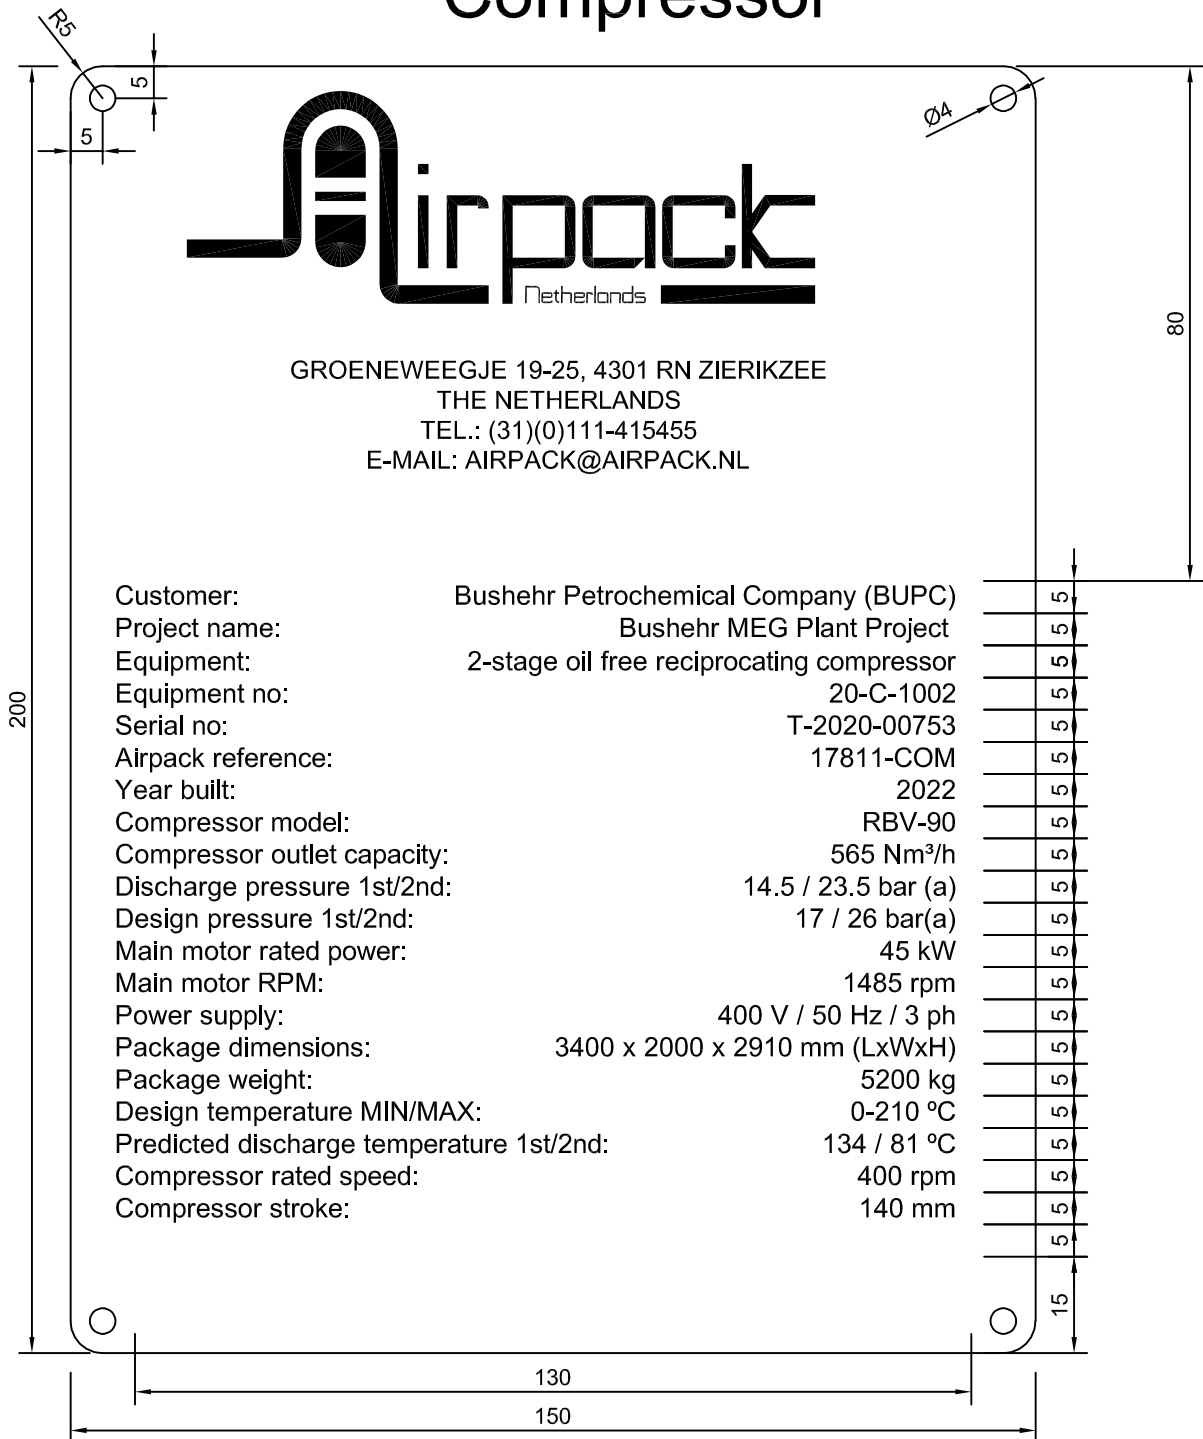 Compressor
R5
5
5
Ø4
Airpack
Netherlands
80
GROENEWEEGJE 19-25, 4301 RN ZIERIKZEE
THE NETHERLANDS
TEL.: (31)(0)111-415455
E-MAIL: AIRPACK@AIRPACK.NL
200
Customer: Bushehr Petrochemical Company (BUPC) 5
Project name: Bushehr MEG Plant Project 5
Equipment: 2-stage oil free reciprocating compressor 5
Equipment no: 20-C-1002 5
Serial no: T-2020-00753 5
Airpack reference: 17811-COM 5
Year built: 2022 5
Compressor model: RBV-90 5
Compressor outlet capacity: 565 Nm³/h 5
Discharge pressure 1st/2nd: 14.5 / 23.5 bar (a) 5
Design pressure 1st/2nd: 17 / 26 bar(a) 5
Main motor rated power: 45 kW 5
Main motor RPM: 1485 rpm 5
Power supply: 400 V / 50 Hz / 3 ph 5
Package dimensions: 3400 x 2000 x 2910 mm (LxWxH) 5
Package weight: 5200 kg 5
Design temperature MIN/MAX: 0-210 ºC 5
Predicted discharge temperature 1st/2nd: 134 / 81 ºC 5
Compressor rated speed: 400 rpm 5
Compressor stroke: 140 mm 5
5
15
130
150